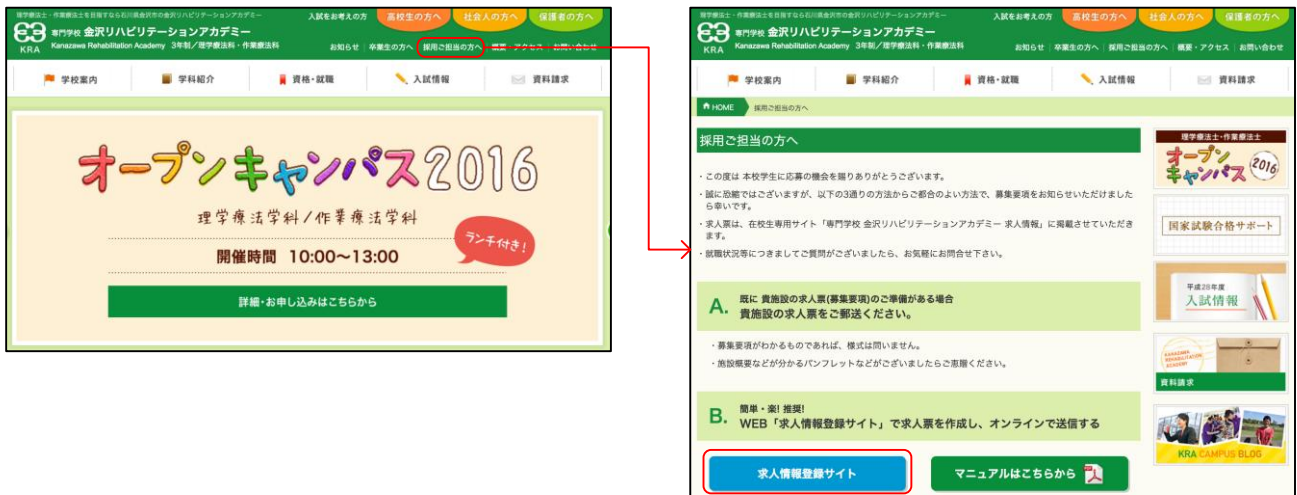 理学療法士・作業療法士を目指すなら石川県金沢市の金沢リハビリテーションアカデミー
入試をお考えの方
高校生の方へ
社会人の方へ
保護者の方へ
KRA
専門学校 金沢リハビリテーションアカデミー
Kanazawa Rehabilitation Academy 3年制/理学療法科・作業療法科
お知らせ
卒業生の方へ
採用ご担当の方へ
概要・アクセス
お問い合わせ
学校案内
学科紹介
資格・就職
入試情報
資料請求
オープンキャンパス2016
理学療法学科/作業療法学科
ランチ付き!
開催時間 10:00~13:00
詳細・お申し込みはこちらから
理学療法士・作業療法士を目指すなら石川県金沢市の金沢リハビリテーションアカデミー
入試をお考えの方
高校生の方へ
社会人の方へ
保護者の方へ
KRA
専門学校 金沢リハビリテーションアカデミー
Kanazawa Rehabilitation Academy 3年制/理学療法科・作業療法科
お知らせ
卒業生の方へ
採用ご担当の方へ
概要・アクセス
お問い合わせ
学校案内
学科紹介
資格・就職
入試情報
資料請求
HOME
採用ご担当の方へ
採用ご担当の方へ
・この度は 本校学生に応募の機会を賜りありがとうございます。
・誠に恐縮ではございますが、以下の3通りの方法からご都合のよい方法で、募集要項をお知らせいただけました
ら幸いです。
・求人票は、在校生専用サイト「専門学校 金沢リハビリテーションアカデミー 求人情報」に掲載させていただき
ます。
・就職状況等につきましてご質問がございましたら、お気軽にお問合せ下さい。
A.
既に 貴施設の求人票(募集要項)のご準備がある場合
貴施設の求人票をご郵送ください。
・募集要項がわかるものであれば、様式は問いません。
・施設概要などが分かるパンフレットなどがございましたらご恵贈ください。
B.
簡単・楽! 推奨!
WEB「求人情報登録サイト」で求人票を作成し、オンラインで送信する
求人情報登録サイト
マニュアルはこちらから
理学療法士・作業療法士
オープン
キャンパス
2016
国家試験合格サポート
平成28年度
入試情報
KANAZAWA
REHABILITATION
ACADEMY
資料請求
KRA CAMPUS BLOG